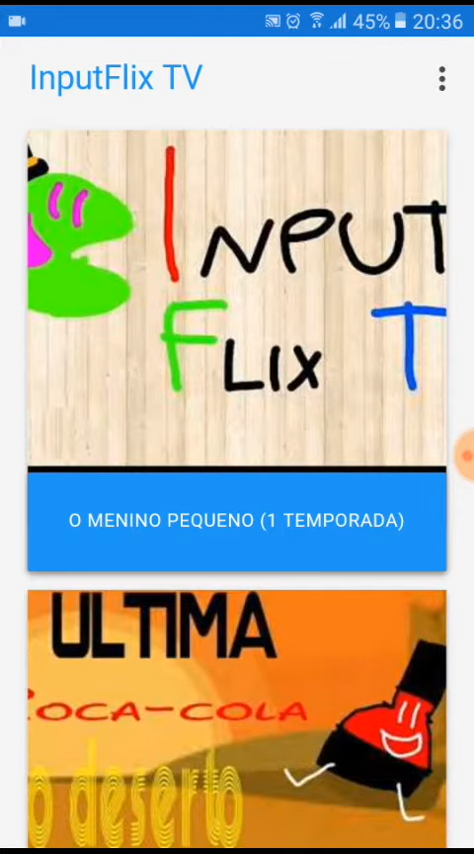 45% 20:36
InputFlix TV
INPUT
FLIX T
O MENINO PEQUENO (1 TEMPORADA)
ULTIMA
COCA-COLA
o deserto